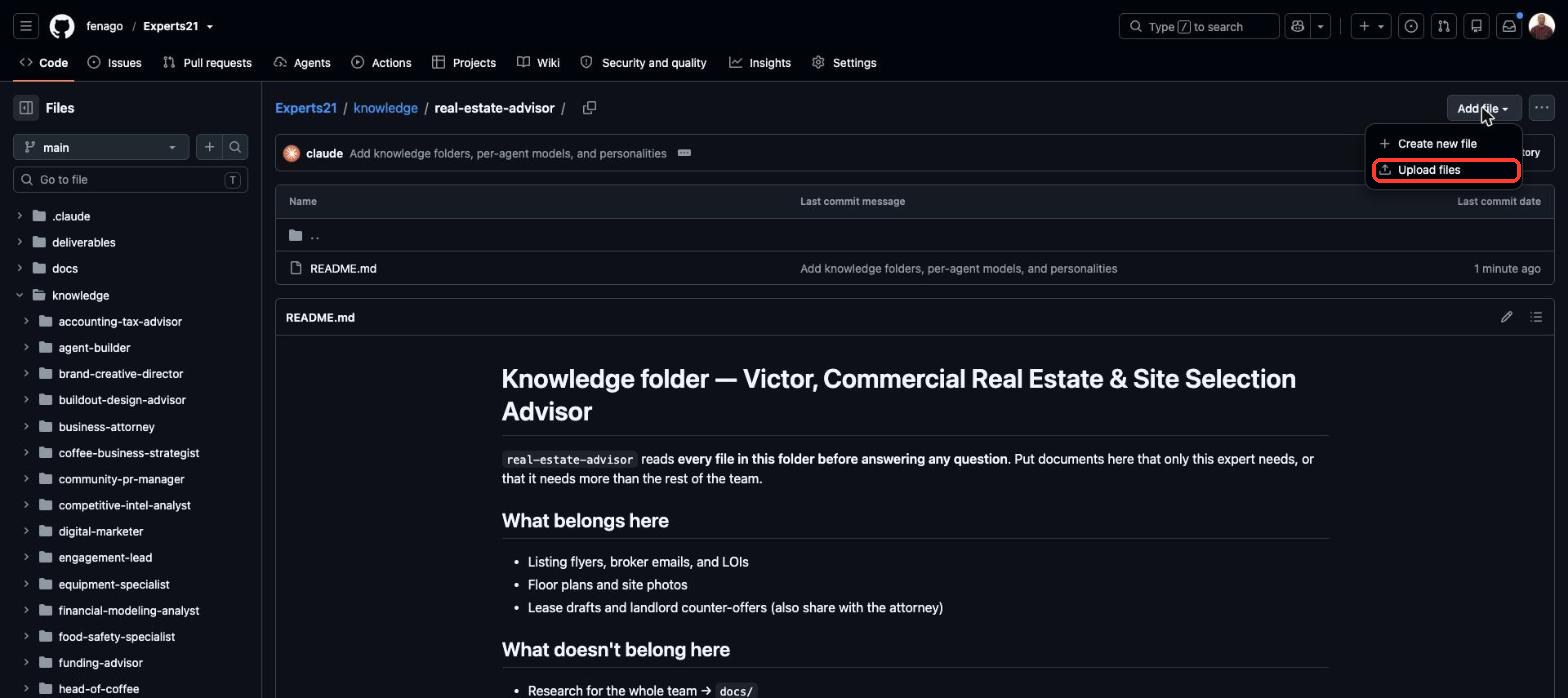 fenago / Experts21
Type / to search
Code Issues Pull requests Agents Actions Projects Wiki Security and quality Insights Settings
Files
main
Go to file T
.claude
deliverables
docs
knowledge
accounting-tax-advisor
agent-builder
brand-creative-director
buildout-design-advisor
business-attorney
coffee-business-strategist
community-pr-manager
competitive-intel-analyst
digital-marketer
engagement-lead
equipment-specialist
financial-modeling-analyst
food-safety-specialist
funding-advisor
head-of-coffee
Experts21 / knowledge / real-estate-advisor /
Add file
Create new file
Upload files
claude Add knowledge folders, per-agent models, and personalities
Name Last commit message Last commit date
..
README.md Add knowledge folders, per-agent models, and personalities 1 minute ago
README.md
Knowledge folder — Victor, Commercial Real Estate & Site Selection
Advisor
real-estate-advisor reads every file in this folder before answering any question. Put documents here that only this expert needs, or
that it needs more than the rest of the team.
What belongs here
• Listing flyers, broker emails, and LOIs
• Floor plans and site photos
• Lease drafts and landlord counter-offers (also share with the attorney)
What doesn't belong here
• Research for the whole team → docs/